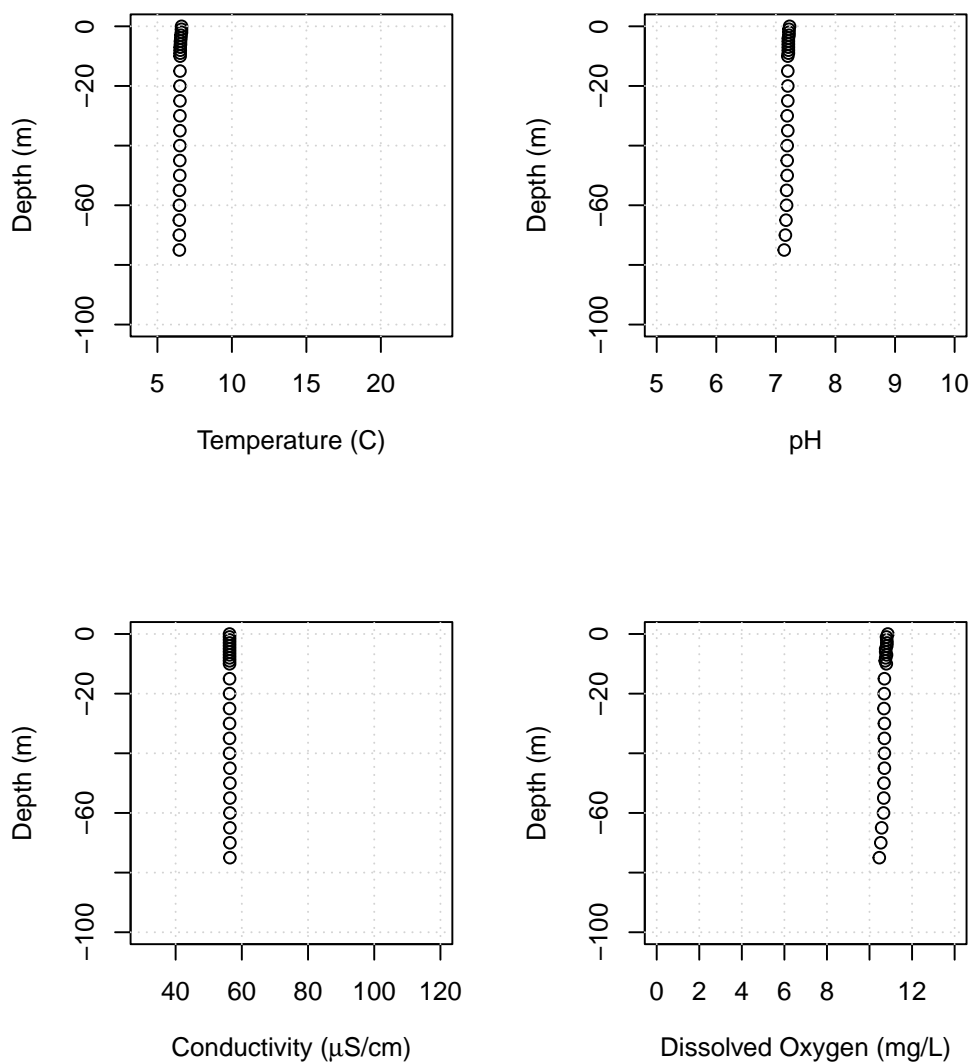 0
−20
−60
−100
Depth (m)
5 10 15 20
Temperature (C)
0
−20
−60
−100
Depth (m)
5 6 7 8 9 10
pH
0
−20
−60
−100
Depth (m)
40 60 80 100 120
Conductivity (μS/cm)
0
−20
−60
−100
Depth (m)
0 2 4 6 8 12
Dissolved Oxygen (mg/L)